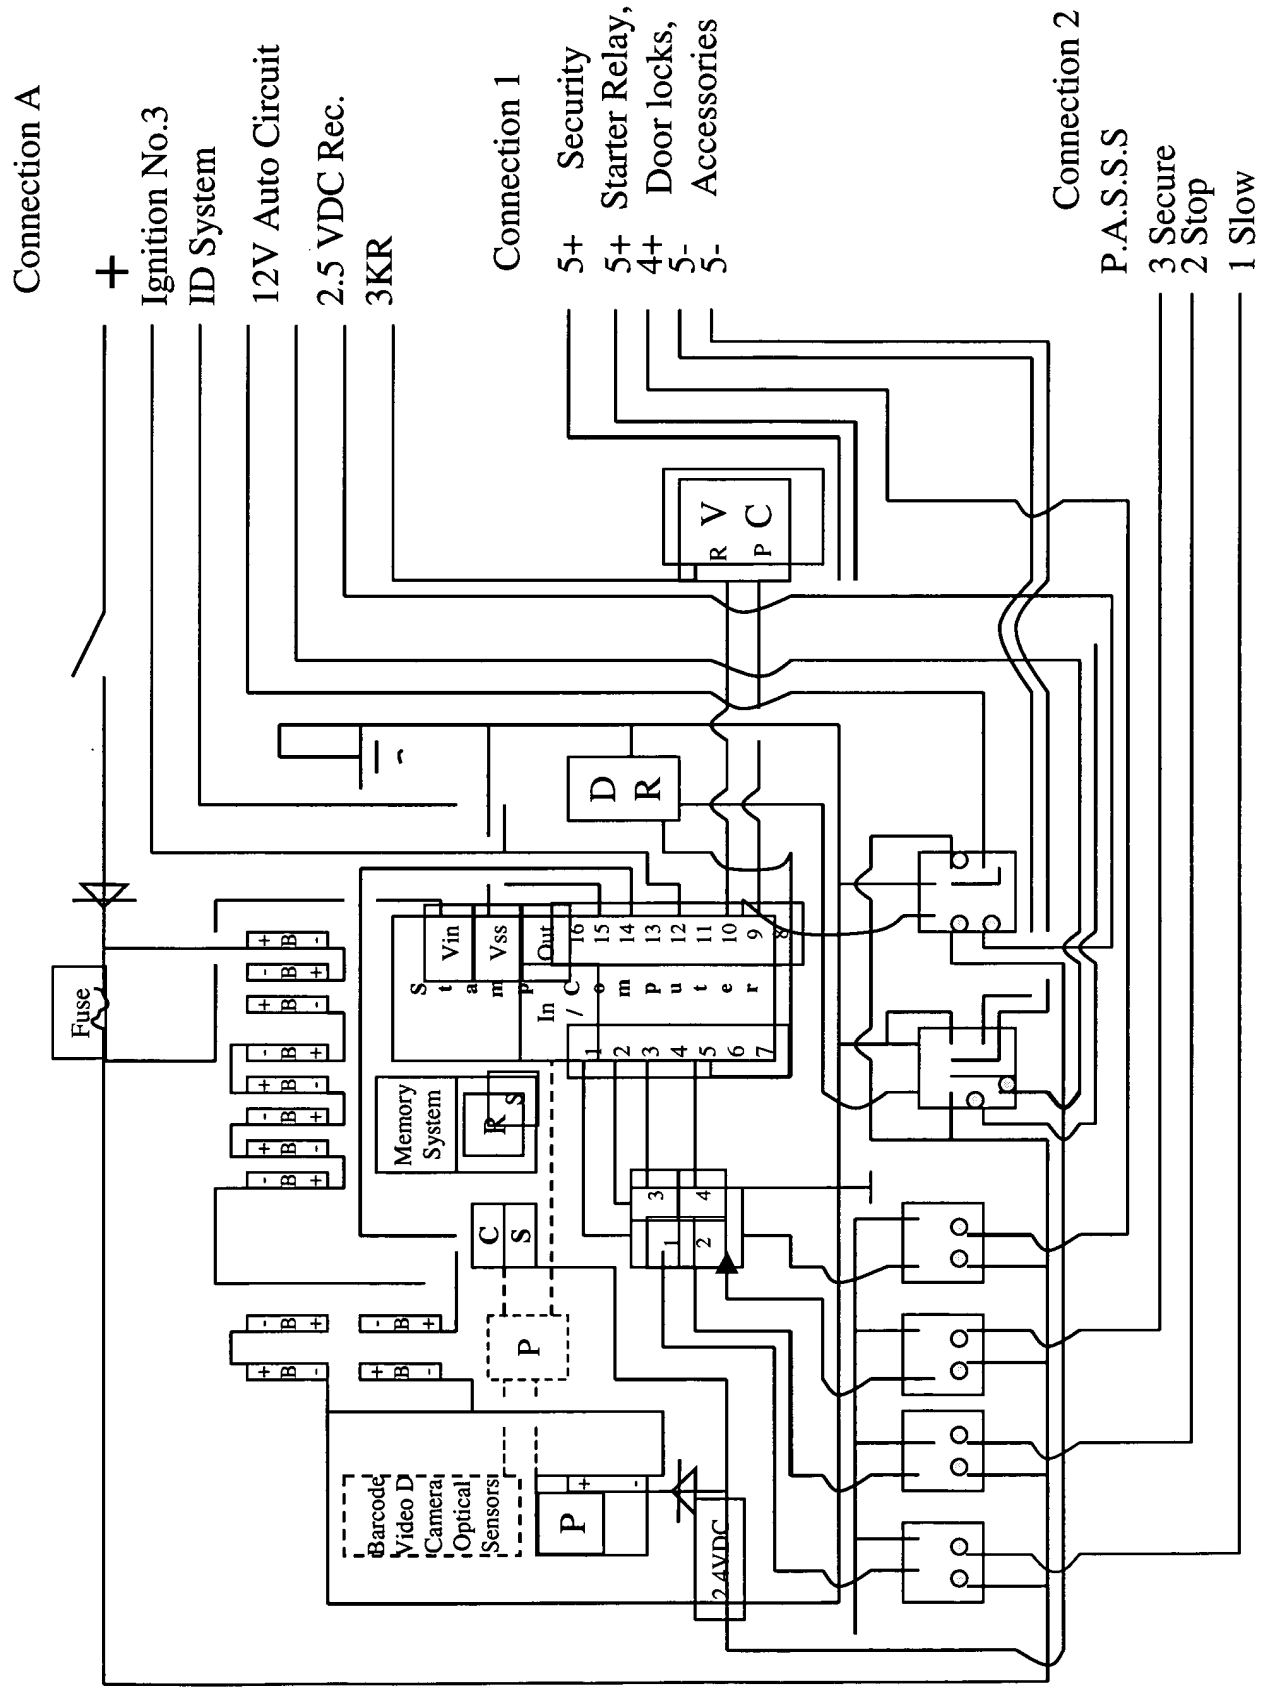 Connection A
+
Ignition No.3
ID System
12V Auto Circuit
2.5 VDC Rec.
3KR
Connection 1
5+ Security
5+ Starter Relay,
4+ Door locks,
5- Accessories
5-
Connection 2
P.A.S.S.S
3 Secure
2 Stop
1 Slow
Fuse
+ B -
- B +
+ B -
- B +
+ B -
- B +
+ B -
- B +
- B +
+ B -
- B +
+ B -
Vin
Vss
Out
In
/
Stamp
Computer
16
15
14
13
12
11
10
9
8
1
2
3
4
5
6
7
Memory
System
R
S
C
S
P
Barcode
Video D
Camera
Optical
Sensors
P
+
-
2.4VDC
1
2
3
4
D
R
R V
P C